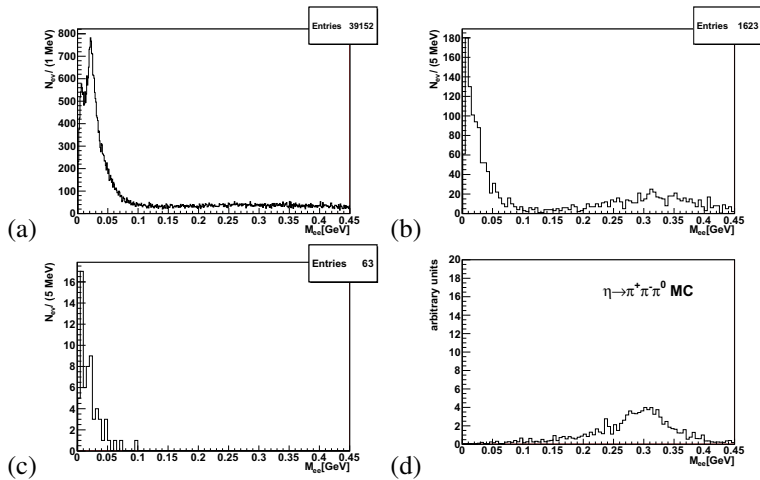 Entries 39152
N_ev/ (1 MeV)
800
700
600
500
400
300
200
100
0
0 0.05 0.1 0.15 0.2 0.25 0.3 0.35 0.4 0.45
M_ee[GeV]
(a)
Entries 1623
N_ev/ (5 MeV)
180
160
140
120
100
80
60
40
20
0
0 0.05 0.1 0.15 0.2 0.25 0.3 0.35 0.4 0.45
M_ee[GeV]
(b)
Entries 63
N_ev/ (5 MeV)
16
14
12
10
8
6
4
2
0
0 0.05 0.1 0.15 0.2 0.25 0.3 0.35 0.4 0.45
M_ee[GeV]
(c)
arbitrary units
20
18
16
14
12
10
8
6
4
2
0
η→π⁺π⁻π⁰ MC
0 0.05 0.1 0.15 0.2 0.25 0.3 0.35 0.4 0.45
M_ee[GeV]
(d)